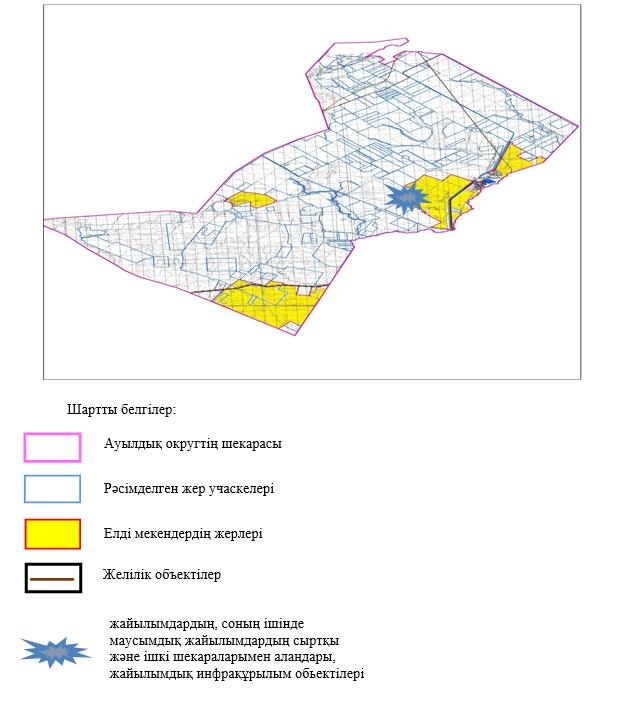 Шартты белгілер:
Ауылдық округтің шекарасы
Рәсімделген жер учаскелері
Елді мекендердің жерлері
Желілік объектілер
жайылымдардың, соның ішінде
маусымдық жайылымдардың сыртқы
және ішкі шекараларымен алаңдары,
жайылымдық инфрақұрылым обьектілері